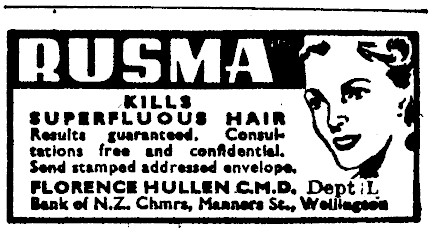 RUSMA
KILLS
SUPERFLUOUS HAIR
Results guaranteed. Consul-
tations free and confidential.
Send stamped addressed envelope.
FLORENCE HULLEN C.M.D. Dept L
Bank of N.Z. Chmrs, Manners St., Wellington